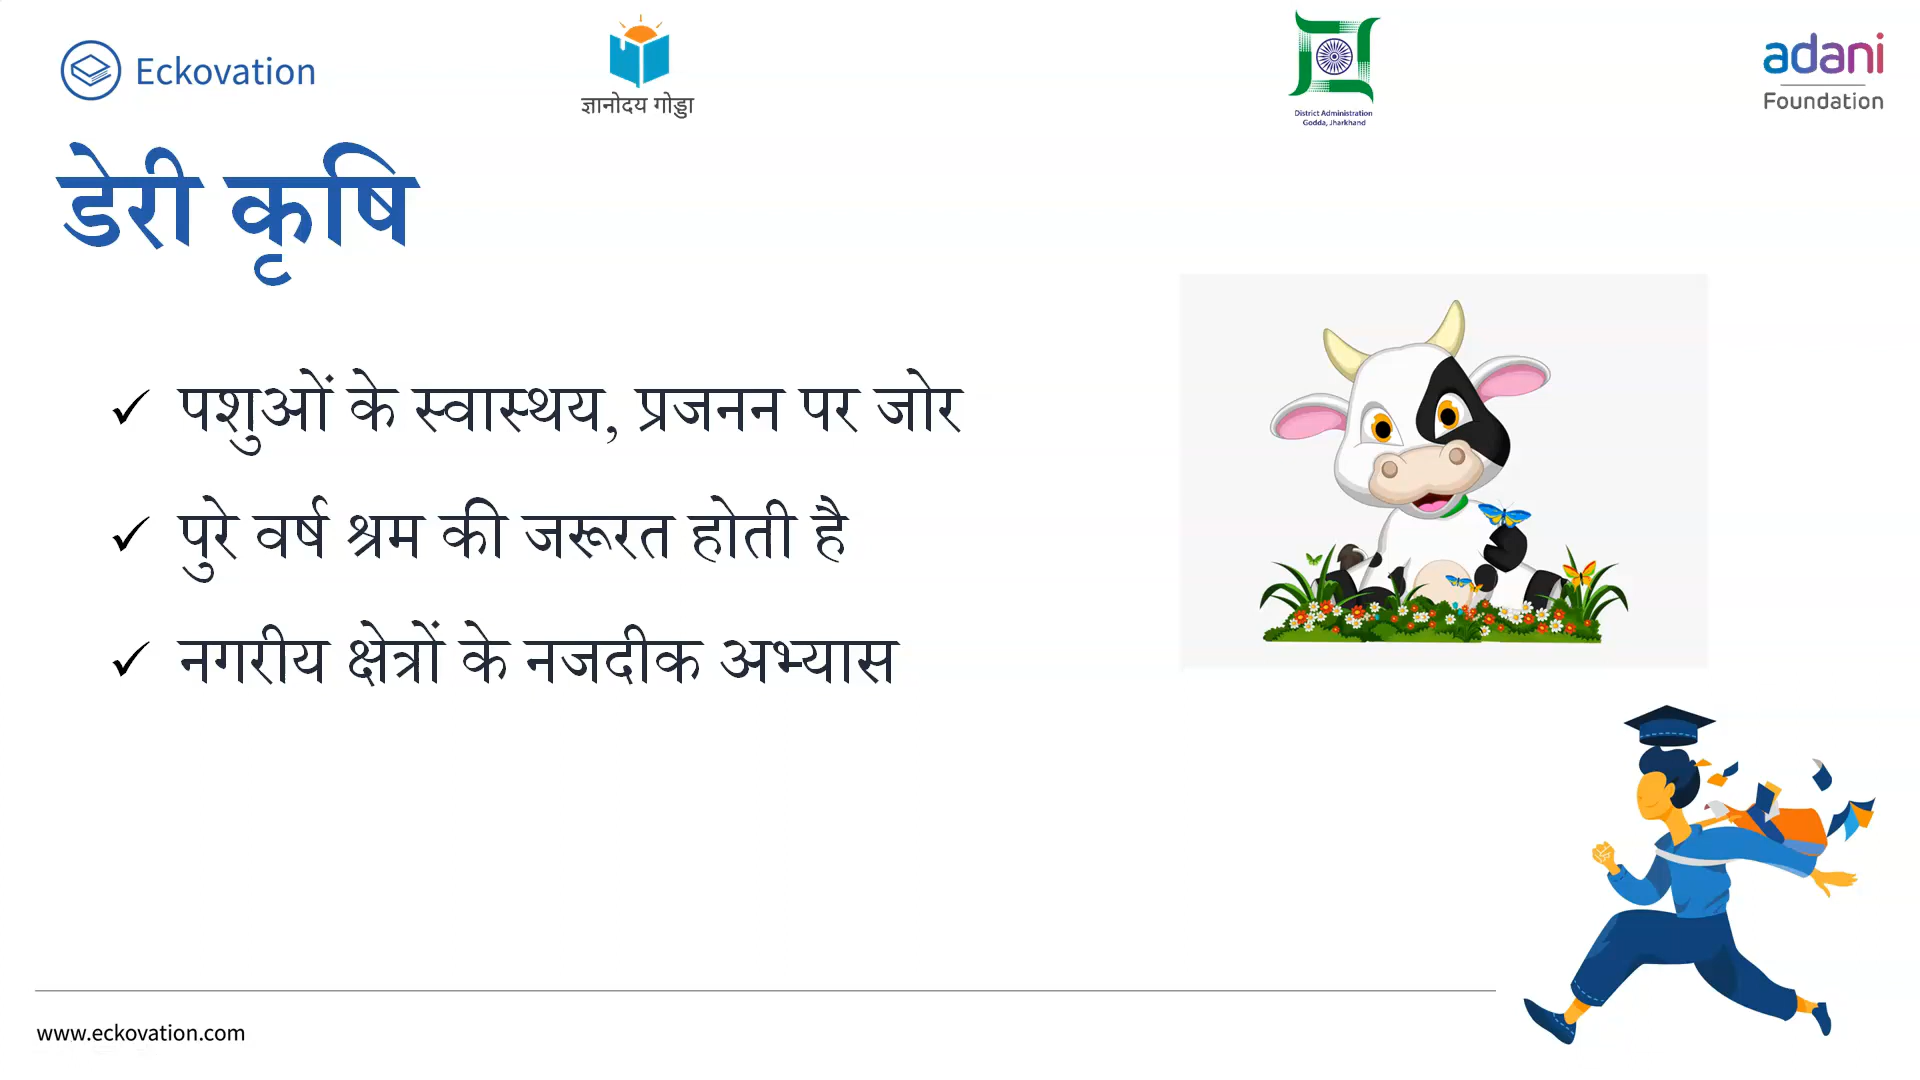 Eckovation
ज्ञानोदय गोड्डा
District Administration
Godda, Jharkhand
adani
Foundation
डेरी कृषि
✓ पशुओं के स्वास्थय, प्रजनन पर जोर
✓ पुरे वर्ष श्रम की जरूरत होती है
✓ नगरीय क्षेत्रों के नजदीक अभ्यास
www.eckovation.com